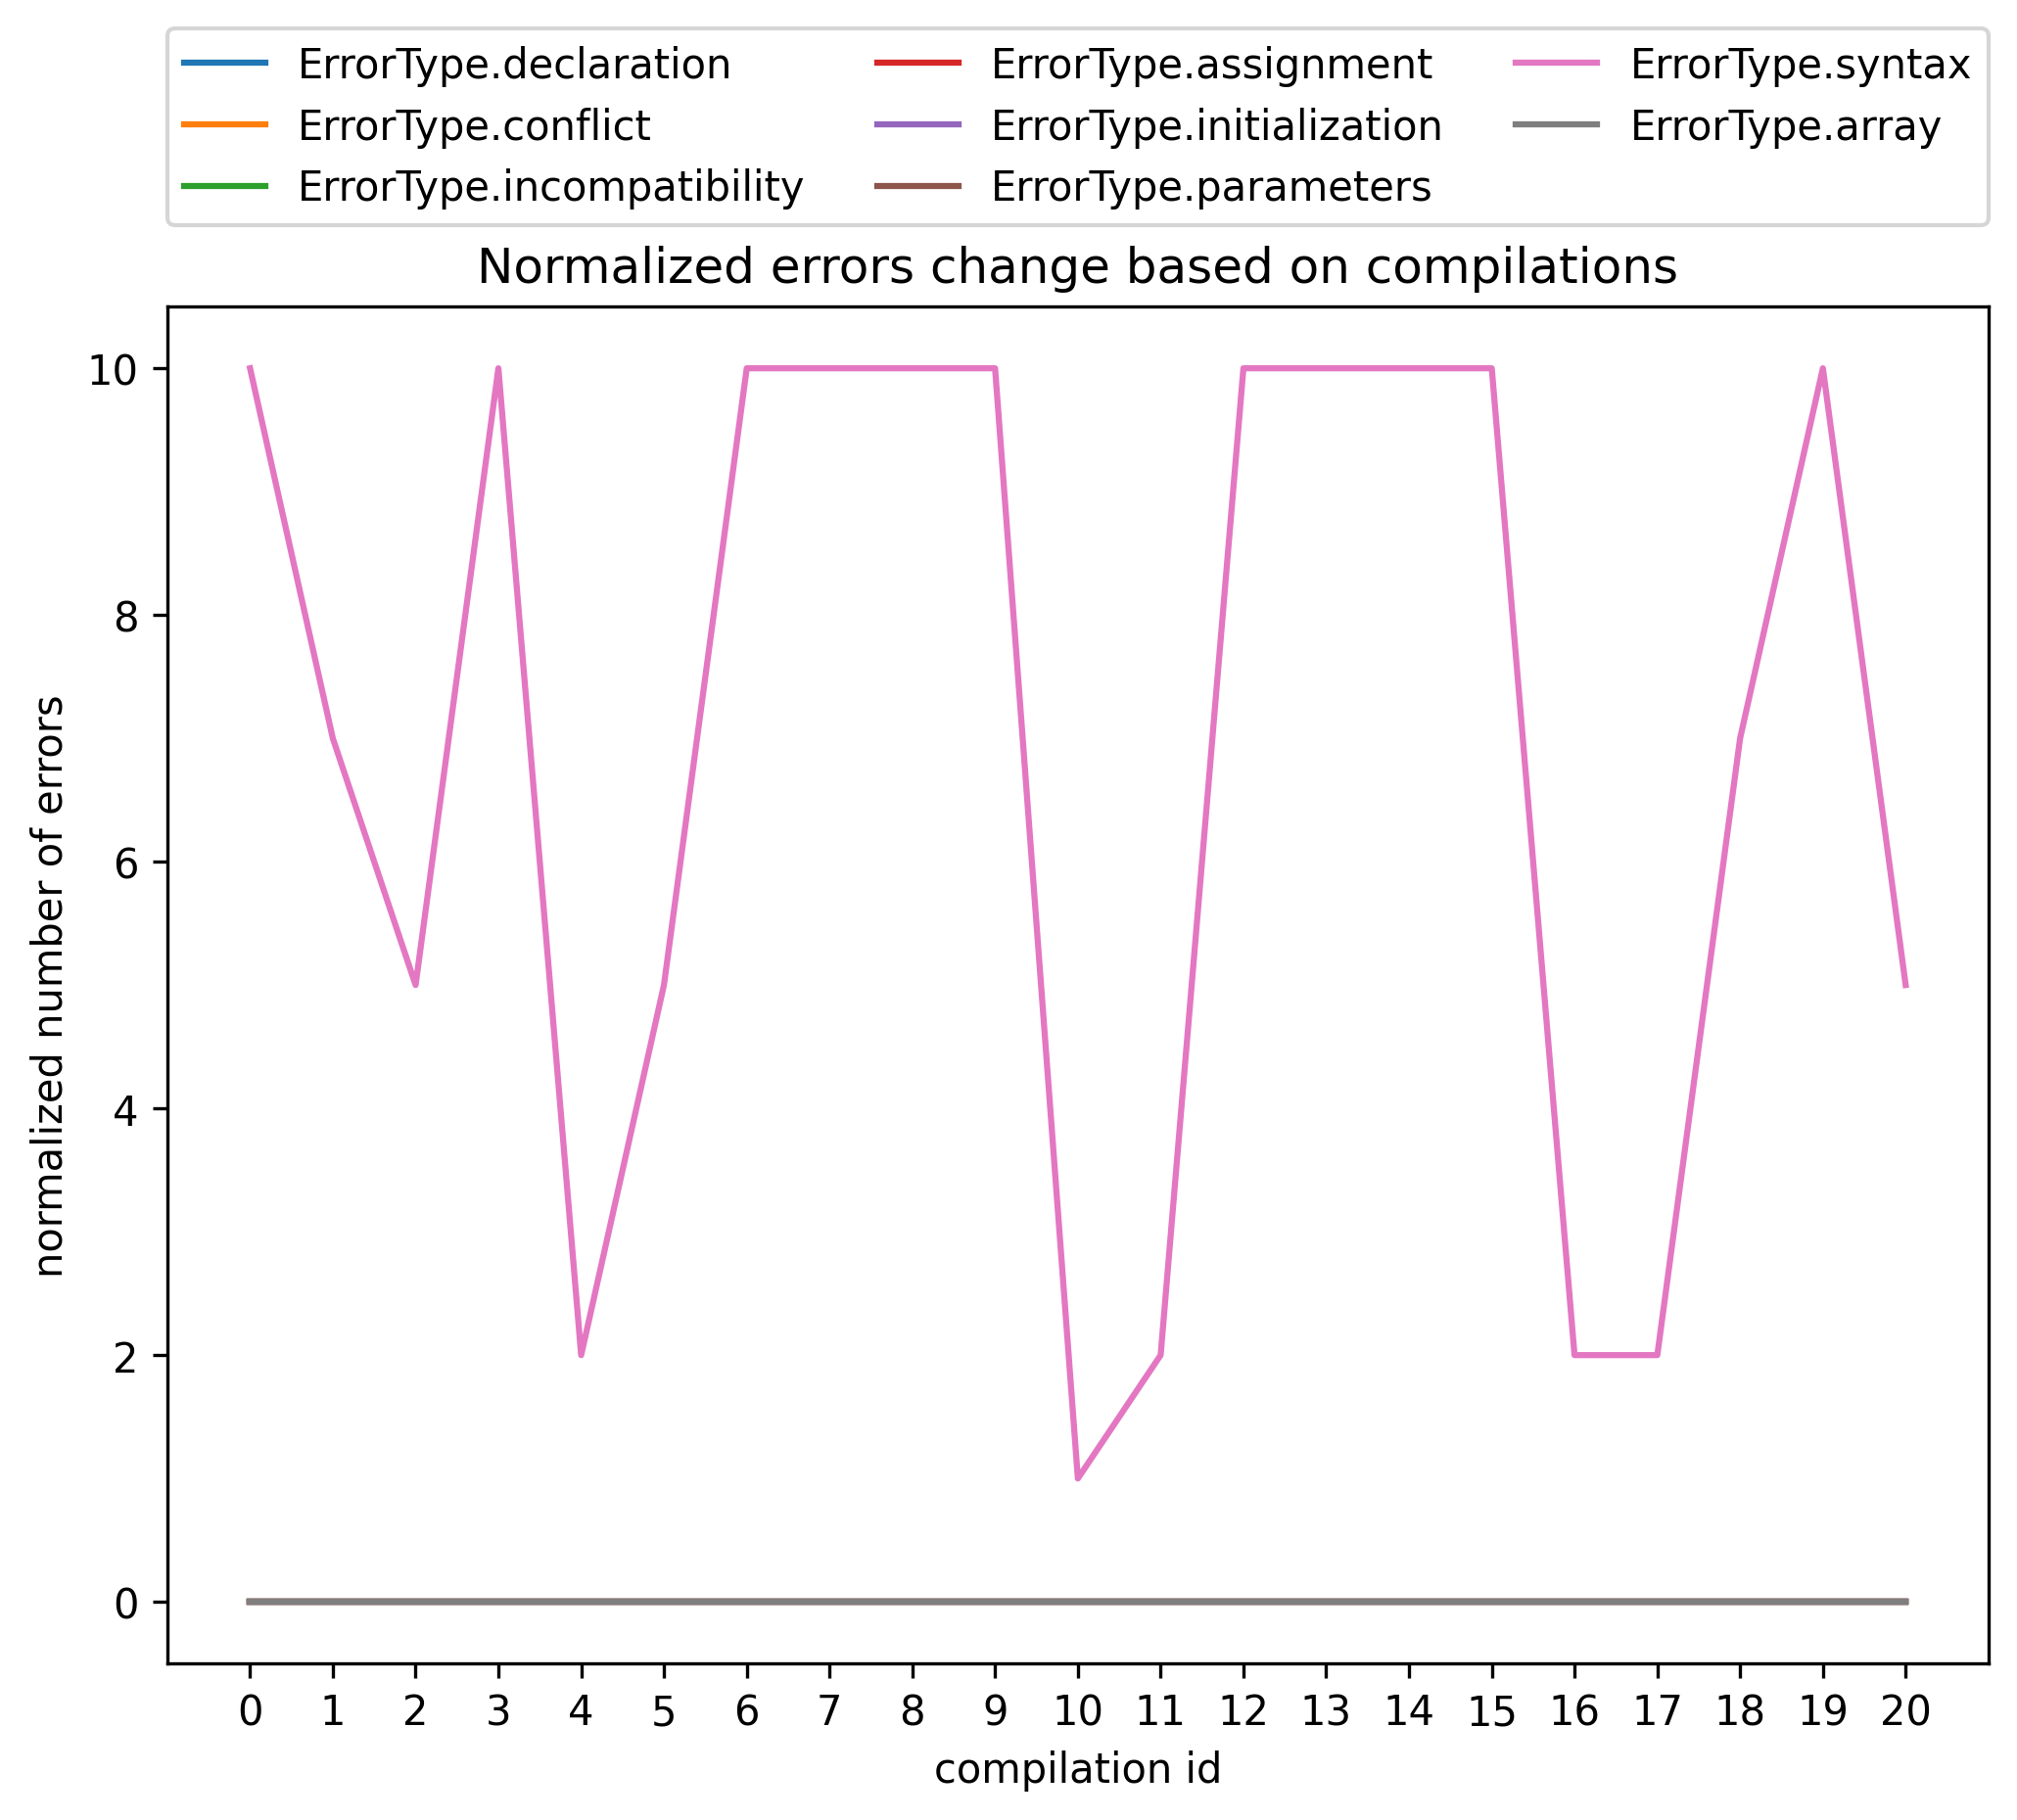 ErrorType.declaration ErrorType.assignment ErrorType.syntax
ErrorType.conflict ErrorType.initialization ErrorType.array
ErrorType.incompatibility ErrorType.parameters
Normalized errors change based on compilations
10
8
6
4
2
0
normalized number of errors
0 1 2 3 4 5 6 7 8 9 10 11 12 13 14 15 16 17 18 19 20
compilation id